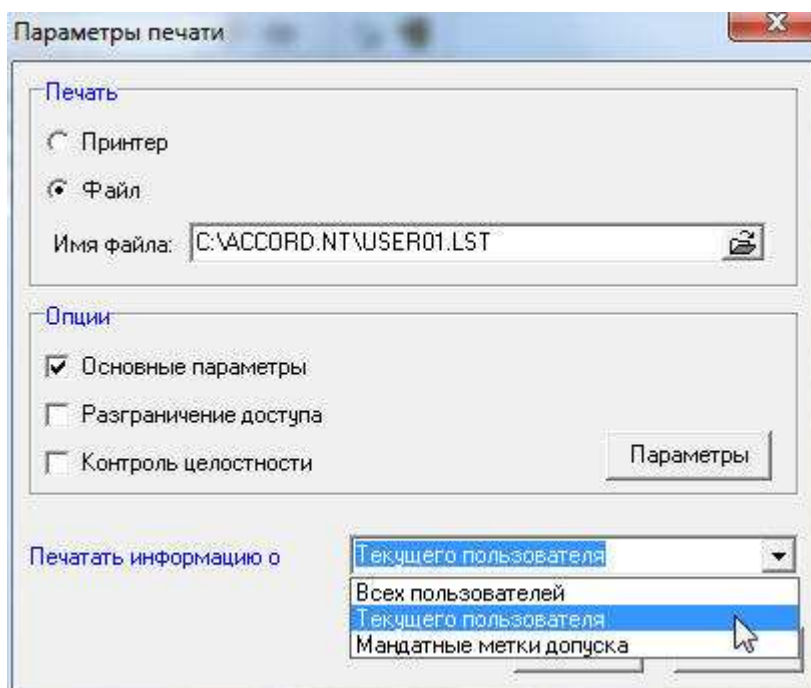 Параметры печати
Печать
Принтер
Файл
Имя файла: C:\ACCORD.NT\USER01.LST
Опции
Основные параметры
Разграничение доступа
Контроль целостности
Параметры
Печатать информацию о Текущего пользователя
Всех пользователей
Текущего пользователя
Мандатные метки допуска